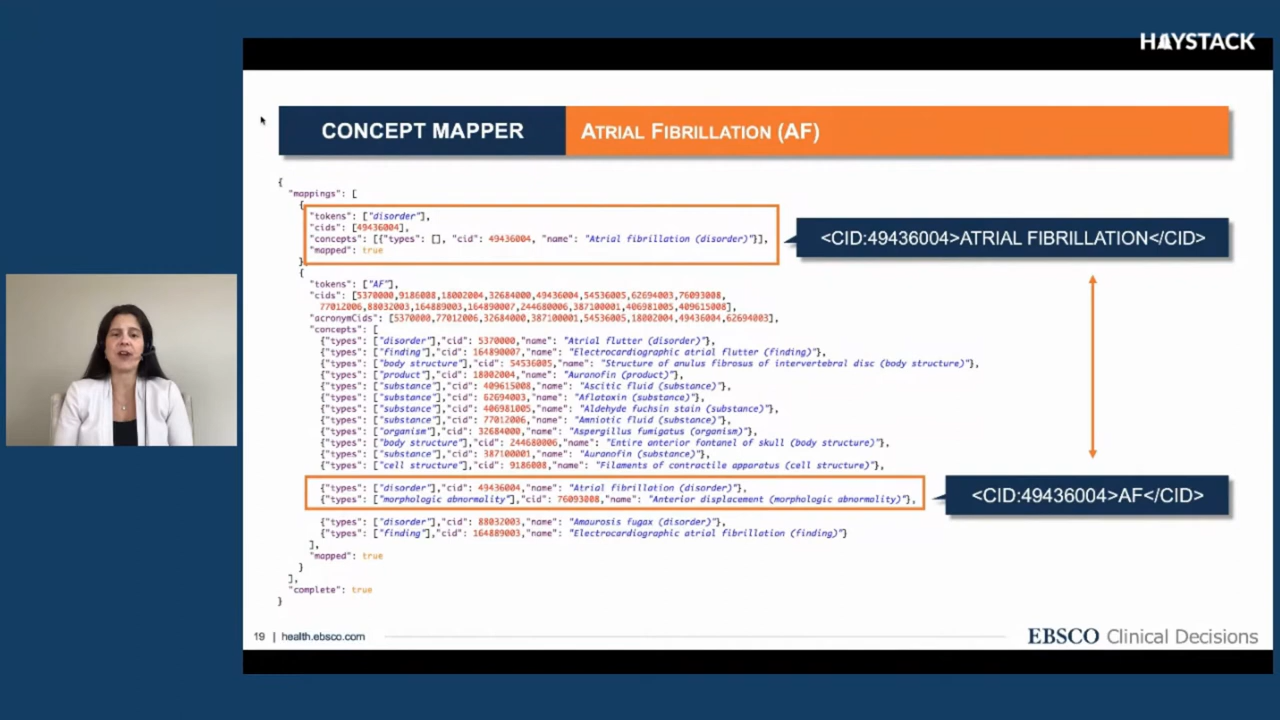 HAYSTACK
CONCEPT MAPPER
ATRIAL FIBRILLATION (AF)
{
"mappings": [
{
"tokens": ["disorder"],
"cids": [49436004],
"concepts": [{"types": [], "cid": 49436004, "name": "Atrial fibrillation (disorder)"}],
"mapped": true
}
<CID:49436004>ATRIAL FIBRILLATION</CID>
{
"tokens": ["AF"],
"cids": [5370000,9186008,18002004,32684000,49436004,54536005,62694003,76093008,
77012006,88032003,164889003,164890007,244680006,387100001,406981005,409615008],
"acronymCids": [5370000,77012006,32684000,387100001,54536005,18002004,49436004,62694003],
"concepts": [
{"types": ["disorder"],"cid": 5370000,"name": "Atrial flutter (disorder)"},
{"types": ["finding"],"cid": 164890007,"name": "Electrocardiographic atrial flutter (finding)"},
{"types": ["body structure"],"cid": 54536005,"name": "Structure of anulus fibrosus of intervertebral disc (body structure)"},
{"types": ["product"],"cid": 18002004,"name": "Auranofin (product)"},
{"types": ["substance"],"cid": 409615008,"name": "Ascitic fluid (substance)"},
{"types": ["substance"],"cid": 62694003,"name": "Aflatoxin (substance)"},
{"types": ["substance"],"cid": 406981005,"name": "Aldehyde fuchsin stain (substance)"},
{"types": ["substance"],"cid": 77012006,"name": "Amniotic fluid (substance)"},
{"types": ["organism"],"cid": 32684000,"name": "Aspergillus fumigatus (organism)"},
{"types": ["body structure"],"cid": 244680006,"name": "Entire anterior fontanel of skull (body structure)"},
{"types": ["substance"],"cid": 387100001,"name": "Auranofin (substance)"},
{"types": ["cell structure"],"cid": 9186008,"name": "Filaments of contractile apparatus (cell structure)"},
{"types": ["disorder"],"cid": 49436004,"name": "Atrial fibrillation (disorder)"},
{"types": ["morphologic abnormality"],"cid": 76093008,"name": "Anterior displacement (morphologic abnormality)"},
<CID:49436004>AF</CID>
{"types": ["disorder"],"cid": 88032003,"name": "Amaurosis fugax (disorder)"},
{"types": ["finding"],"cid": 164889003,"name": "Electrocardiographic atrial fibrillation (finding)"}
],
"mapped": true
}
],
"complete": true
}
19 | health.ebsco.com
EBSCO Clinical Decisions